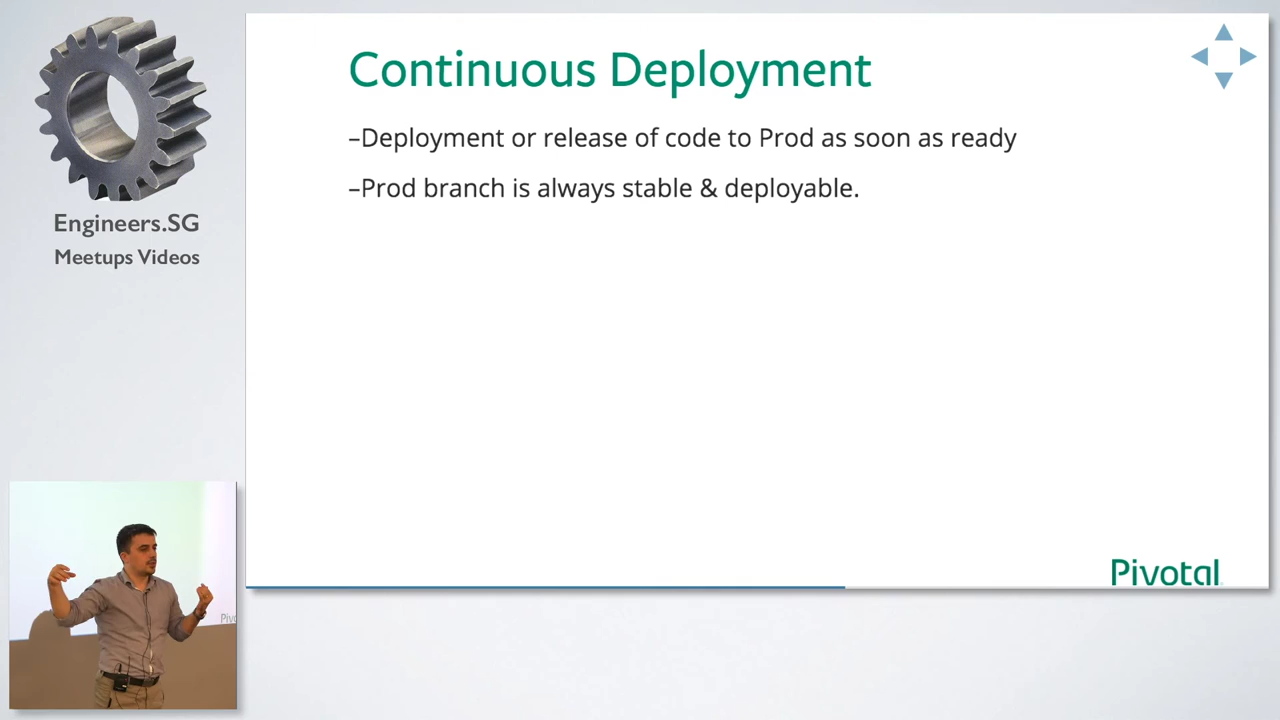 Engineers.SG
Meetups Videos
Continuous Deployment
–Deployment or release of code to Prod as soon as ready
–Prod branch is always stable & deployable.
Pivotal